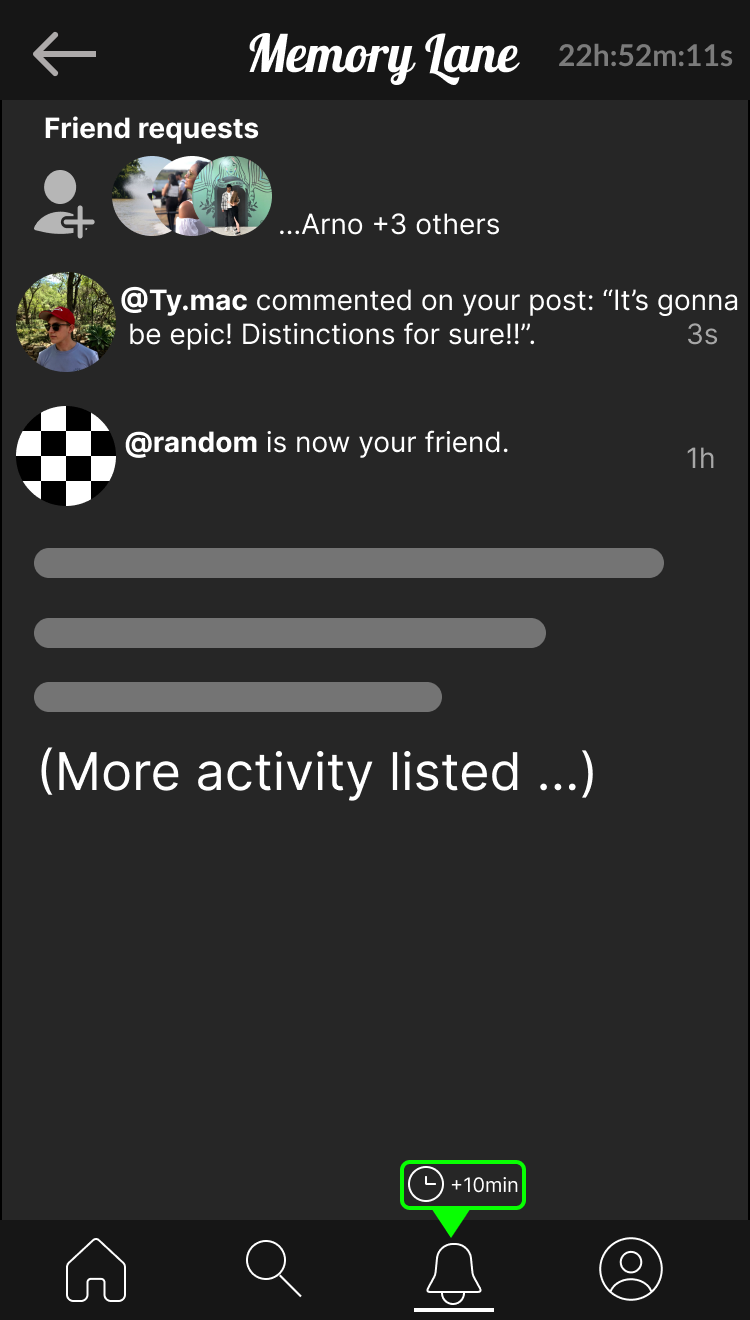 Memory Lane
22h:52m:11s
Friend requests
...Arno +3 others
@Ty.mac commented on your post: “It’s gonna
be epic! Distinctions for sure!!”.
3s
@random is now your friend.
1h
(More activity listed ...)
+10min